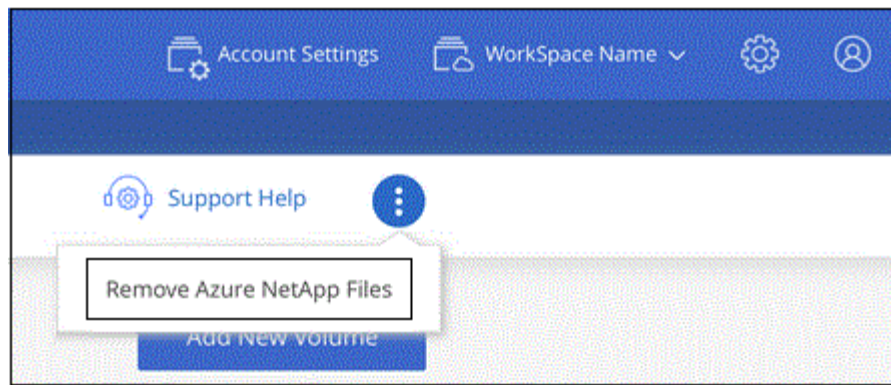 Account Settings
WorkSpace Name
Support Help
Remove Azure NetApp Files
Add New Volume